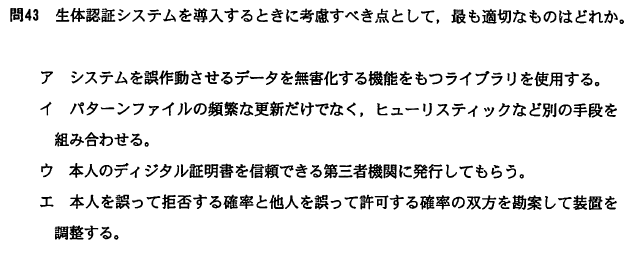 問43　生体認証システムを導入するときに考慮すべき点として，最も適切なものはどれか。
ア　システムを誤作動させるデータを無害化する機能をもつライブラリを使用する。
イ　パターンファイルの頻繁な更新だけでなく，ヒューリスティックなど別の手段を
組み合わせる。
ウ　本人のディジタル証明書を信頼できる第三者機関に発行してもらう。
エ　本人を誤って拒否する確率と他人を誤って許可する確率の双方を勘案して装置を
調整する。